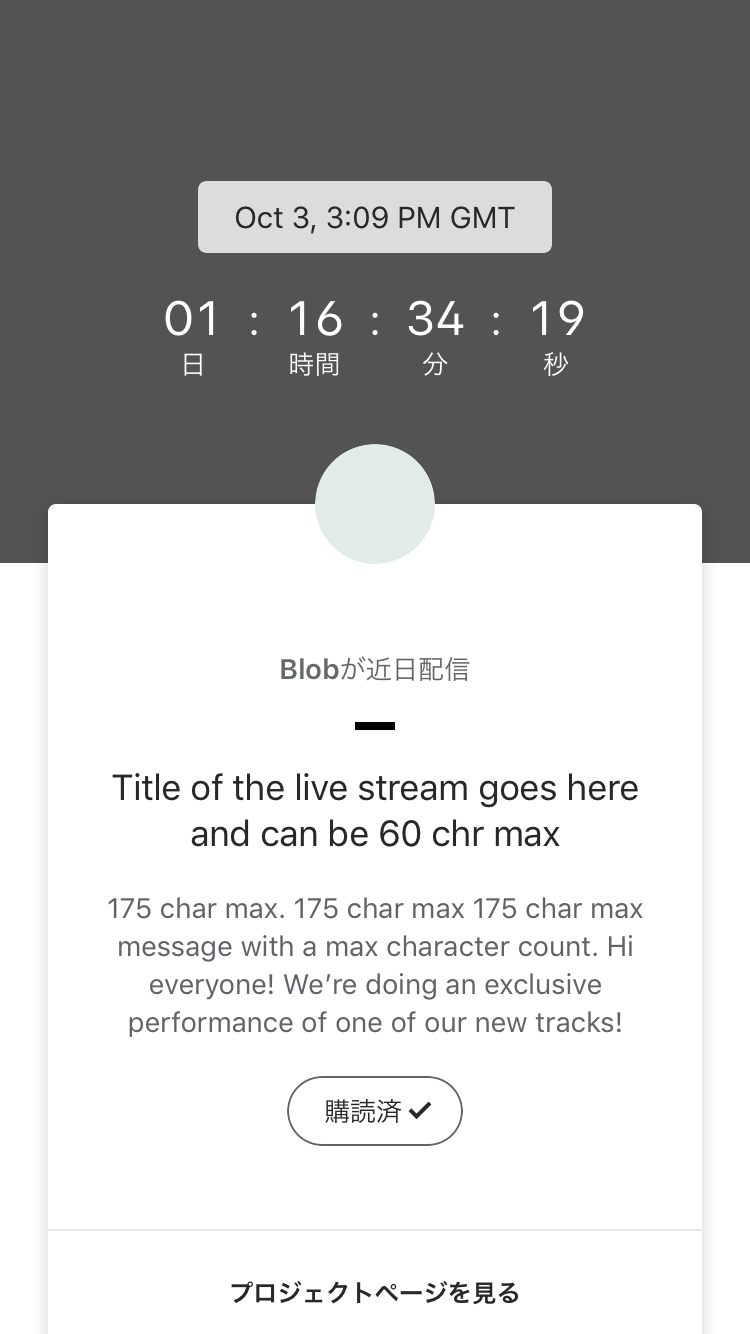 Oct 3, 3:09 PM GMT
01 : 16 : 34 : 19
日 時間 分 秒
Blobが近日配信
Title of the live stream goes here
and can be 60 chr max
175 char max. 175 char max 175 char max
message with a max character count. Hi
everyone! We’re doing an exclusive
performance of one of our new tracks!
購読済 ✔
プロジェクトページを見る